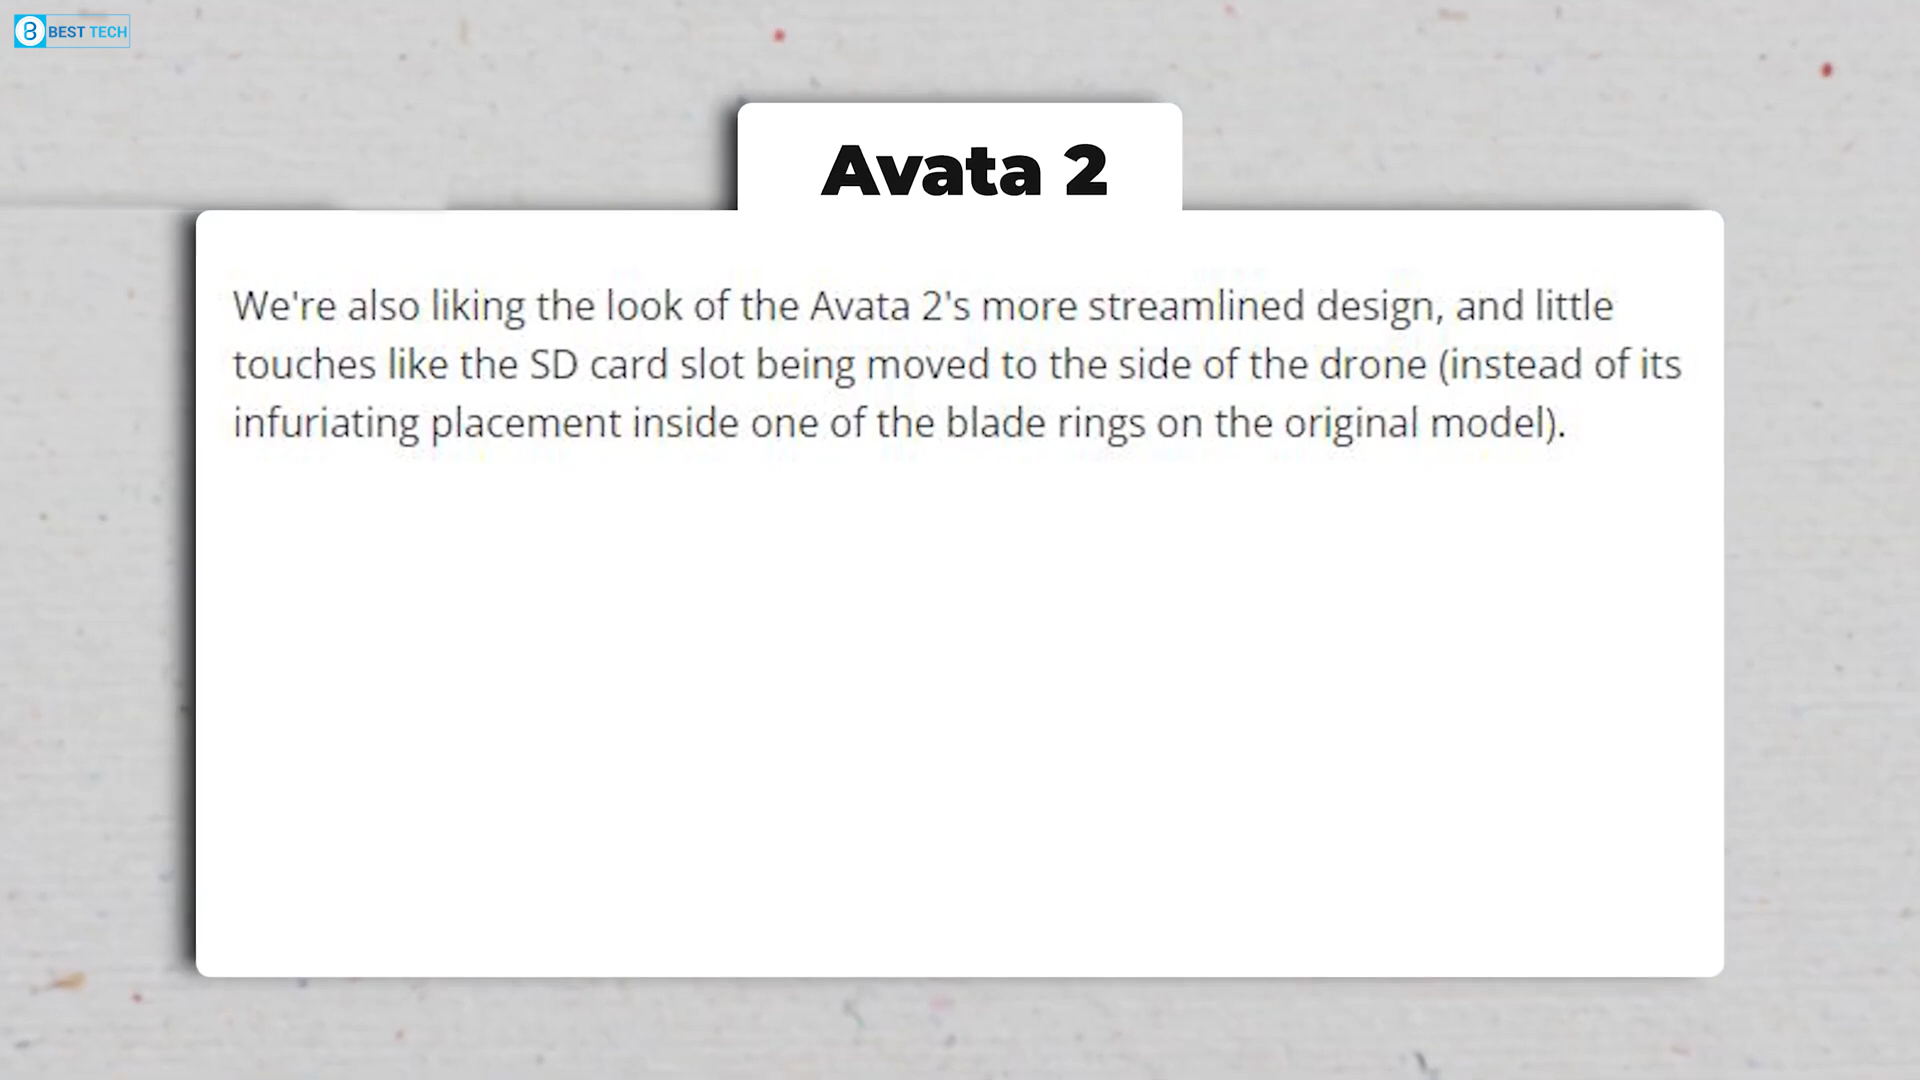 BEST TECH
Avata 2
We're also liking the look of the Avata 2's more streamlined design, and little
touches like the SD card slot being moved to the side of the drone (instead of its
infuriating placement inside one of the blade rings on the original model).